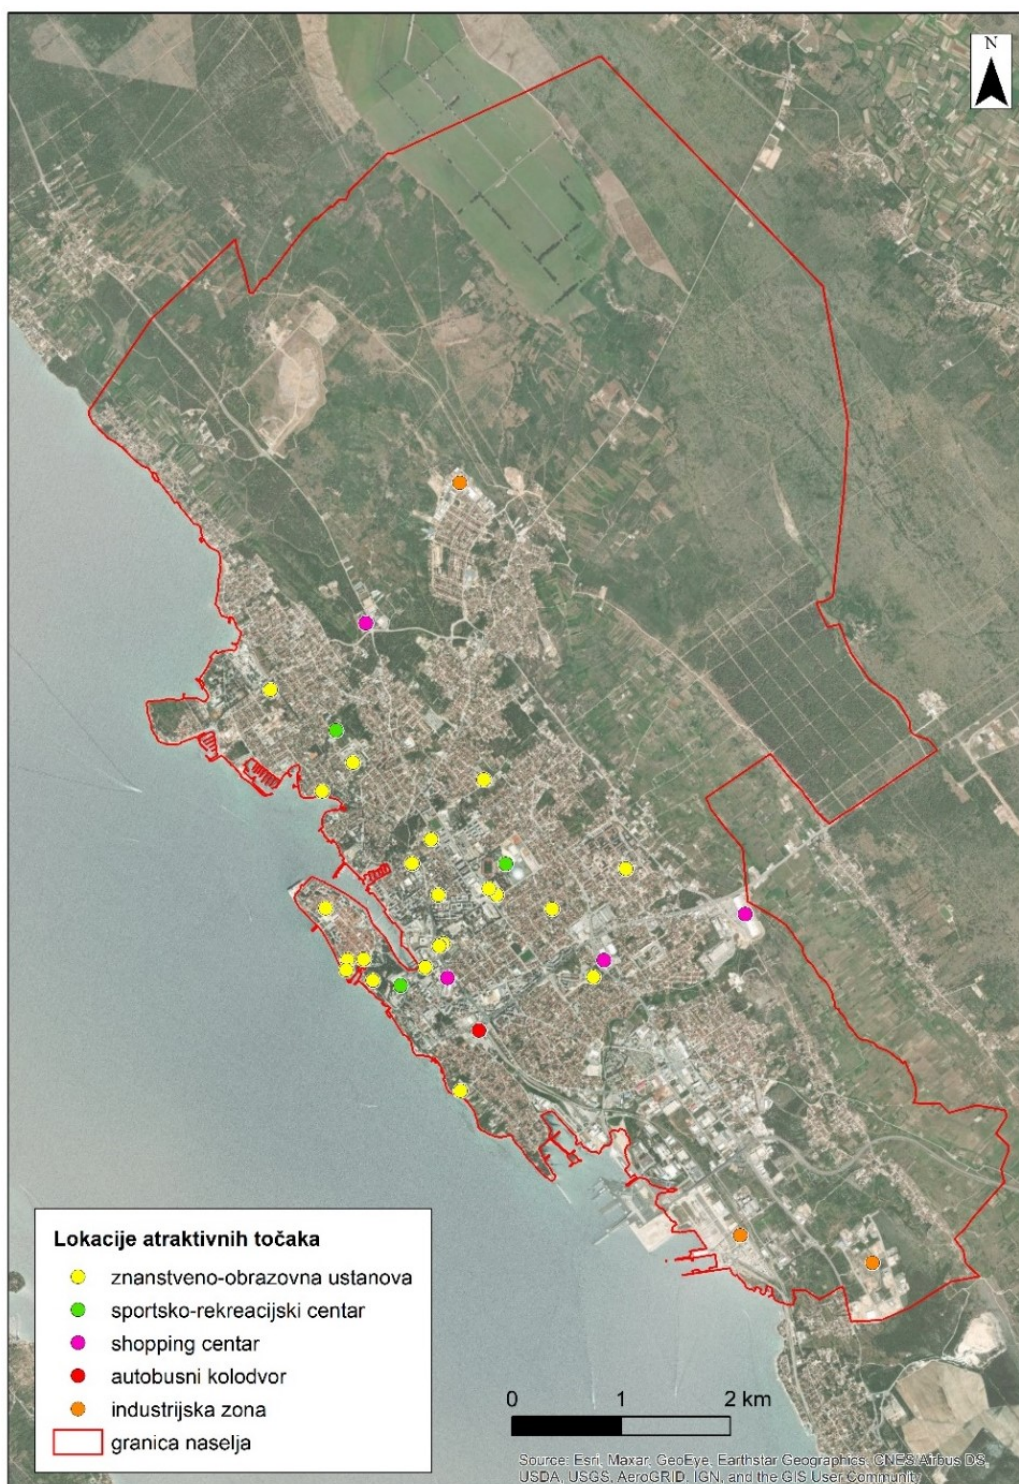 N
Lokacije atraktivnih točaka
znanstveno-obrazovna ustanova
sportsko-rekreacijski centar
shopping centar
autobusni kolodvor
industrijska zona
granica naselja
0 1 2 km
Source: Esri, Maxar, GeoEye, Earthstar Geographics, CNES/Airbus DS,
USDA, USGS, AeroGRID, IGN, and the GIS User Community